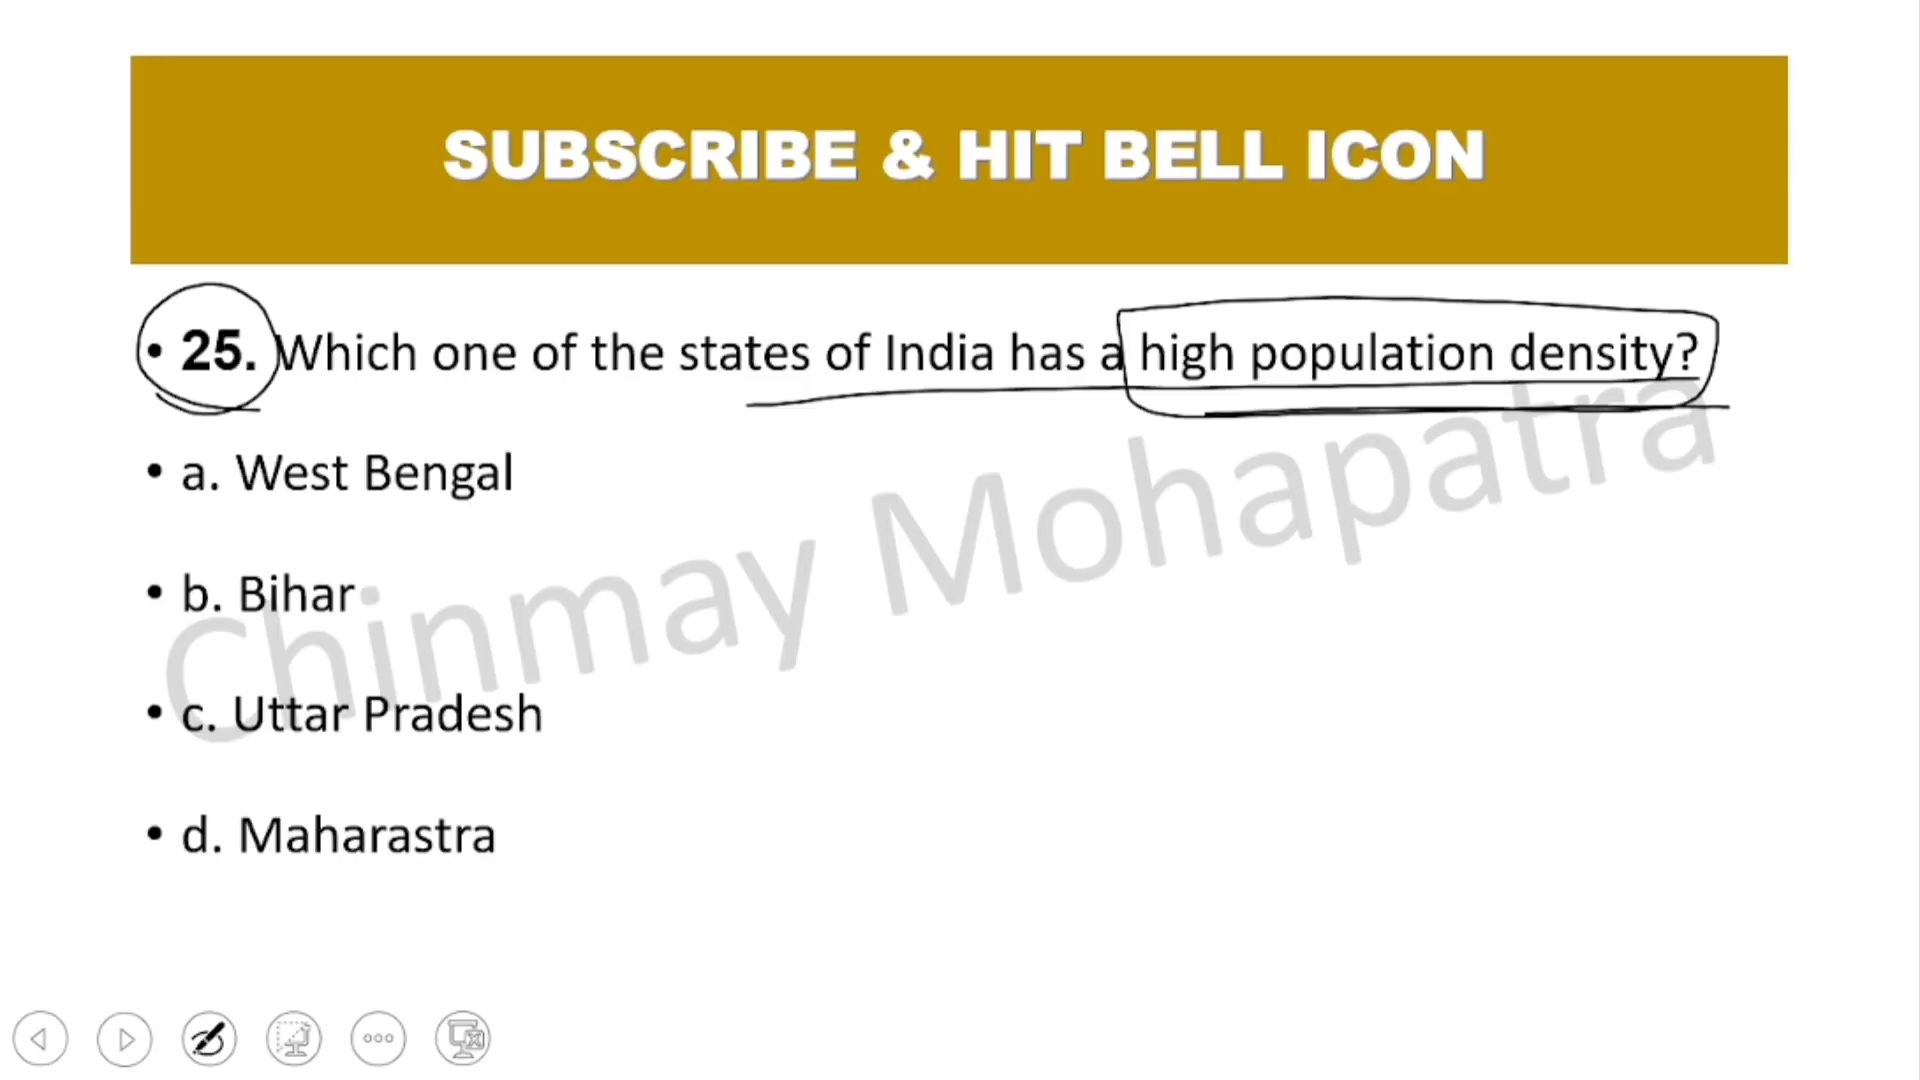 SUBSCRIBE & HIT BELL ICON
• 25. Which one of the states of India has a high population density?
• a. West Bengal
• b. Bihar
• c. Uttar Pradesh
• d. Maharastra
Chinmay Mohapatra